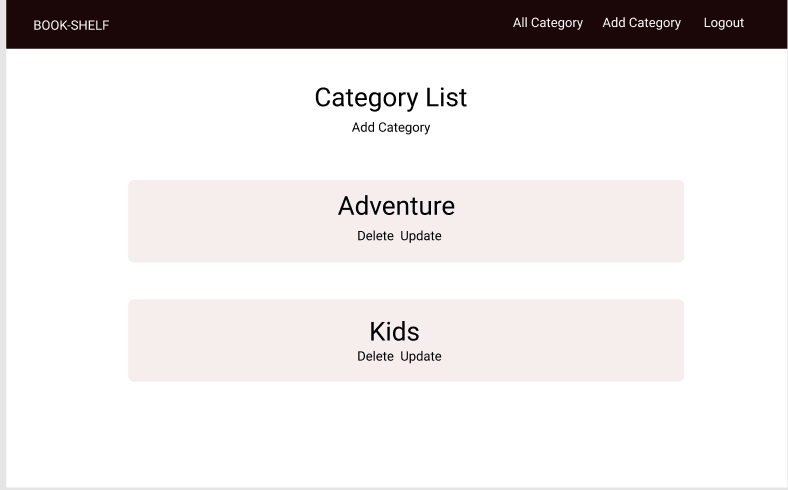 BOOK-SHELF
All Category Add Category Logout
Category List
Add Category
Adventure
Delete Update
Kids
Delete Update